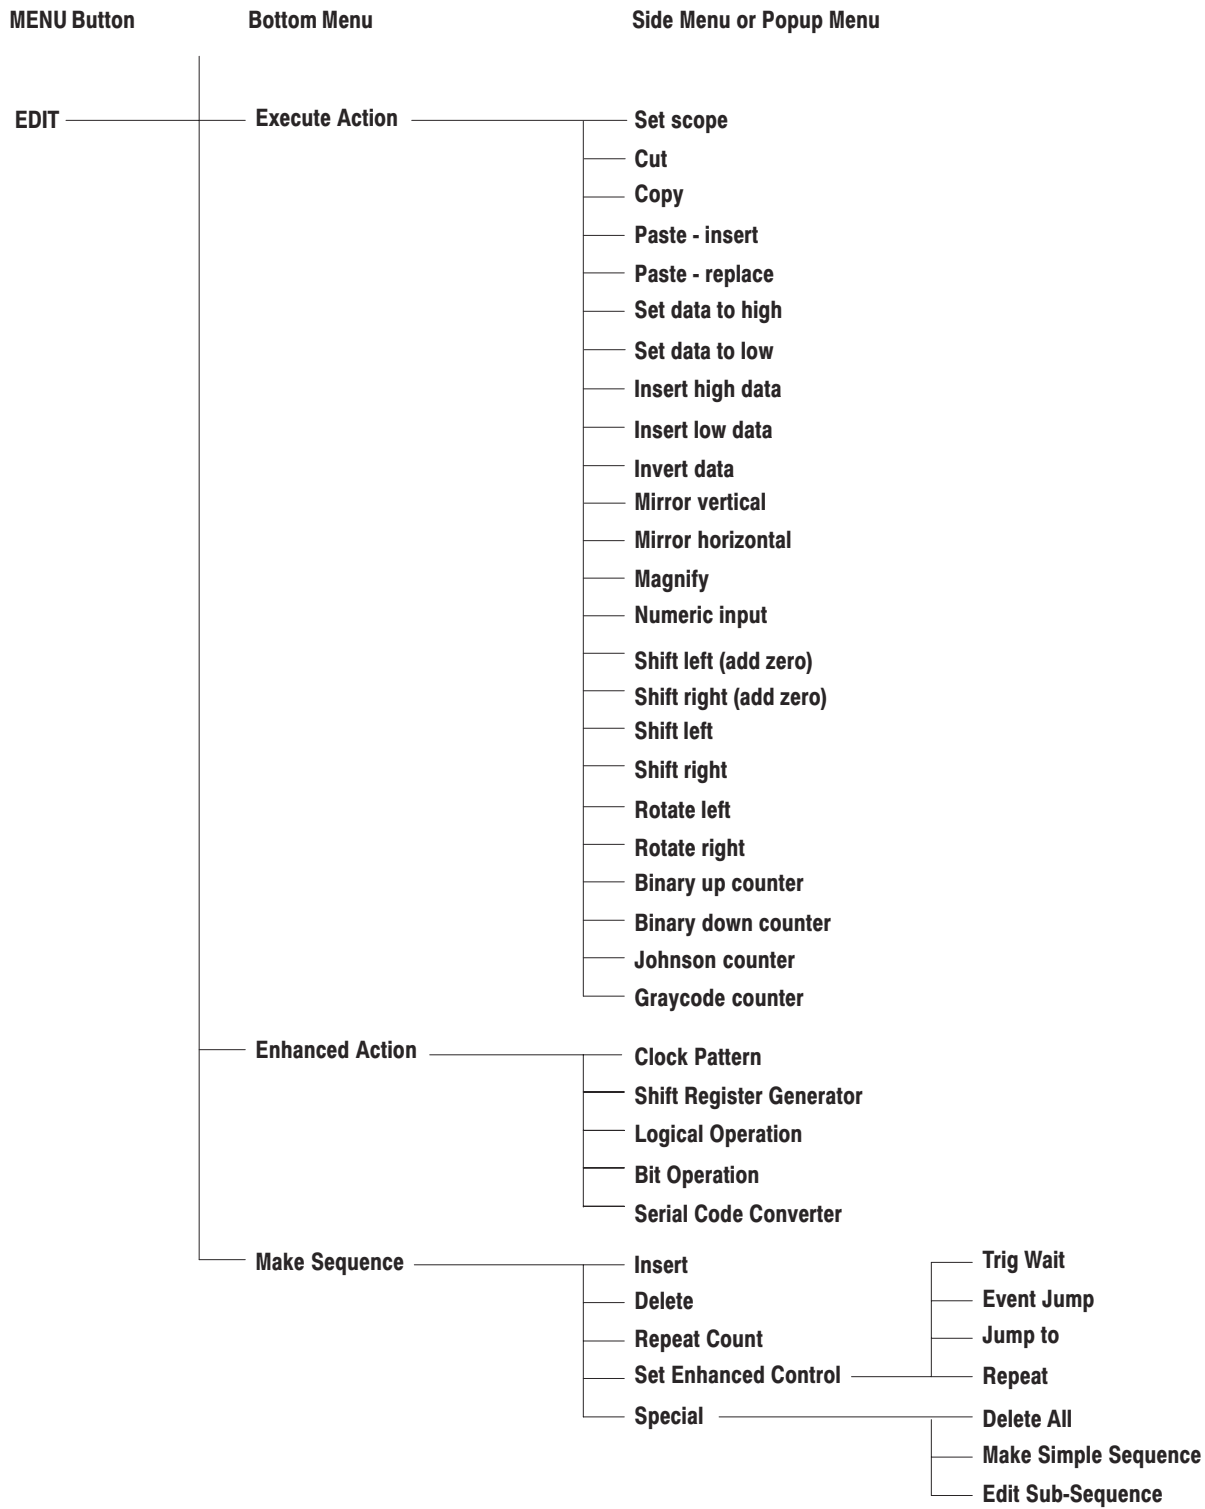 MENU Button Bottom Menu Side Menu or Popup Menu
EDIT Execute Action Set scope
Cut
Copy
Paste - insert
Paste - replace
Set data to high
Set data to low
Insert high data
Insert low data
Invert data
Mirror vertical
Mirror horizontal
Magnify
Numeric input
Shift left (add zero)
Shift right (add zero)
Shift left
Shift right
Rotate left
Rotate right
Binary up counter
Binary down counter
Johnson counter
Graycode counter
Enhanced Action Clock Pattern
Shift Register Generator
Logical Operation
Bit Operation
Serial Code Converter
Make Sequence Insert Trig Wait
Delete Event Jump
Repeat Count Jump to
Set Enhanced Control Repeat
Special Delete All
Make Simple Sequence
Edit Sub-Sequence